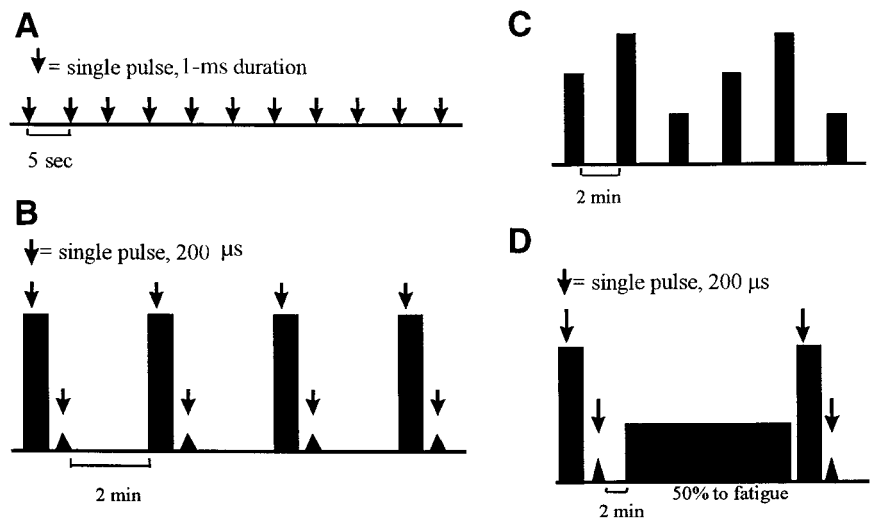 A
= single pulse, 1-ms duration
5 sec
B
= single pulse, 200 µs
2 min
C
2 min
D
= single pulse, 200 µs
50% to fatigue
2 min